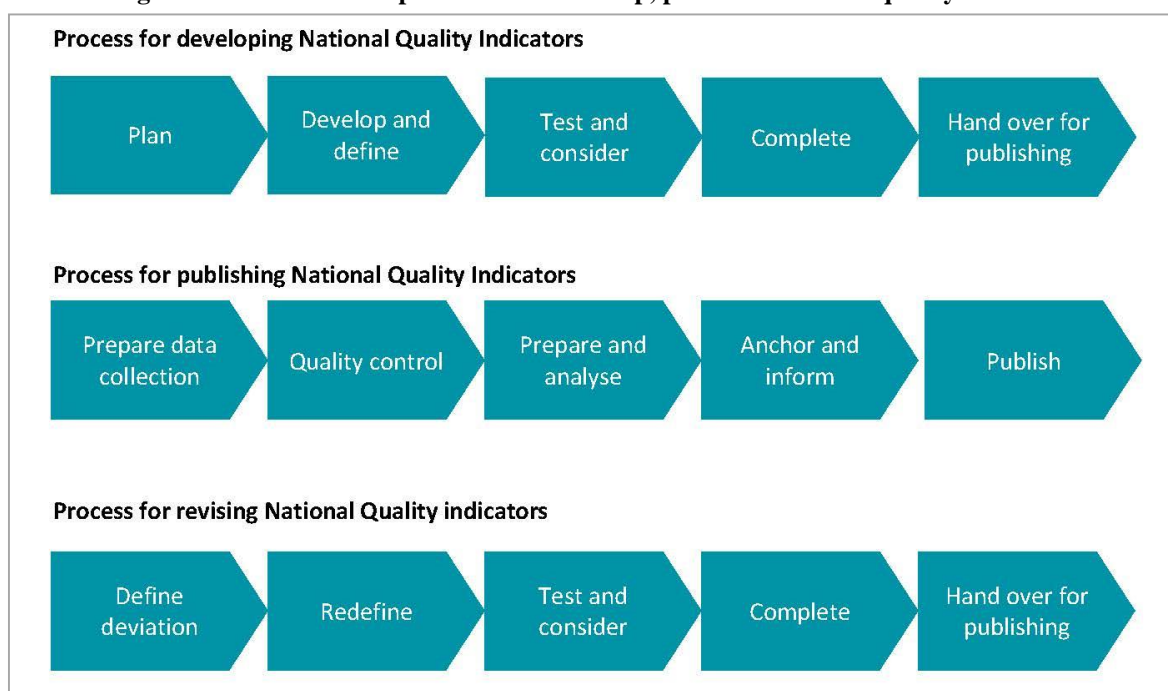 Process for developing National Quality Indicators
Plan
Develop and
define
Test and
consider
Complete
Hand over for
publishing
Process for publishing National Quality Indicators
Prepare data
collection
Quality control
Prepare and
analyse
Anchor and
inform
Publish
Process for revising National Quality indicators
Define
deviation
Redefine
Test and
consider
Complete
Hand over for
publishing